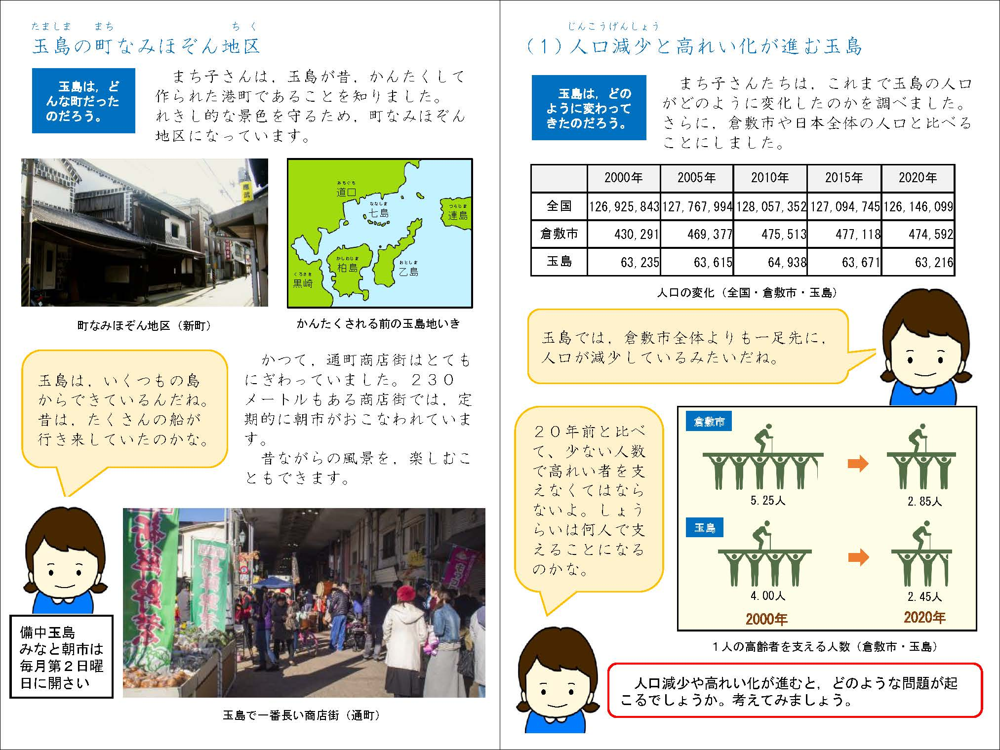 たましま まち ちく
玉島の町なみほぞん地区
玉島は，ど
んな町だった
のだろう。
まち子さんは，玉島が昔，かんたくして
作られた港町であることを知りました。
れきし的な景色を守るため，町なみほぞん
地区になっています。
町なみほぞん地区（新町）
みちぐち
道口
ななしま
七島
つらじま
連島
かしわじま
柏島
おとしま
乙島
くろさき
黒崎
かんたくされる前の玉島地いき
玉島は，いくつもの島
からできているんだね。
昔は，たくさんの船が
行き来していたのかな。
かつて，通町商店街はとても
にぎわっていました。２３０
メートルもある商店街では，定
期的に朝市がおこなわれていま
す。
昔ながらの風景を，楽しむこ
ともできます。
備中玉島
みなと朝市は
毎月第２日曜
日に開さい
玉島で一番長い商店街（通町）
じんこうげんしょう
（１）人口減少と高れい化が進む玉島
玉島は，どの
ように変わって
きたのだろう。
まち子さんたちは，これまで玉島の人口
がどのように変化したのかを調べました。
さらに，倉敷市や日本全体の人口と比べる
ことにしました。
2000年 2005年 2010年 2015年 2020年
全国 126,925,843 127,767,994 128,057,352 127,094,745 126,146,099
倉敷市 430,291 469,377 475,513 477,118 474,592
玉島 63,235 63,615 64,938 63,671 63,216
人口の変化（全国・倉敷市・玉島）
玉島では，倉敷市全体よりも一足先に，
人口が減少しているみたいだね。
２０年前と比べ
て、少ない人数
で高れい者を支
えなくてはなら
ないよ。しょう
らいは何人で支
えることになる
のかな。
倉敷市
5.25人 2.85人
玉島
4.00人 2.45人
2000年 2020年
１人の高齢者を支える人数（倉敷市・玉島）
人口減少や高れい化が進むと，どのような問題が起
こるでしょうか。考えてみましょう。